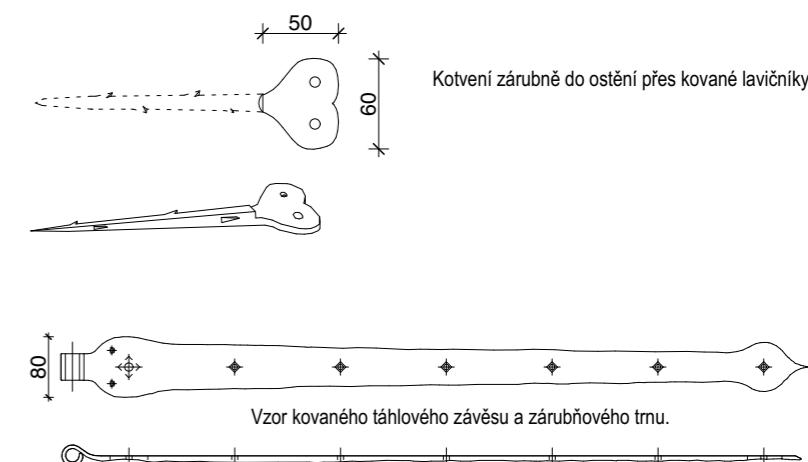 50
60
Kotvení zárubně do ostění přes kované lavičníky
80
Vzor kovaného táhlového závěsu a zárubňového trnu.